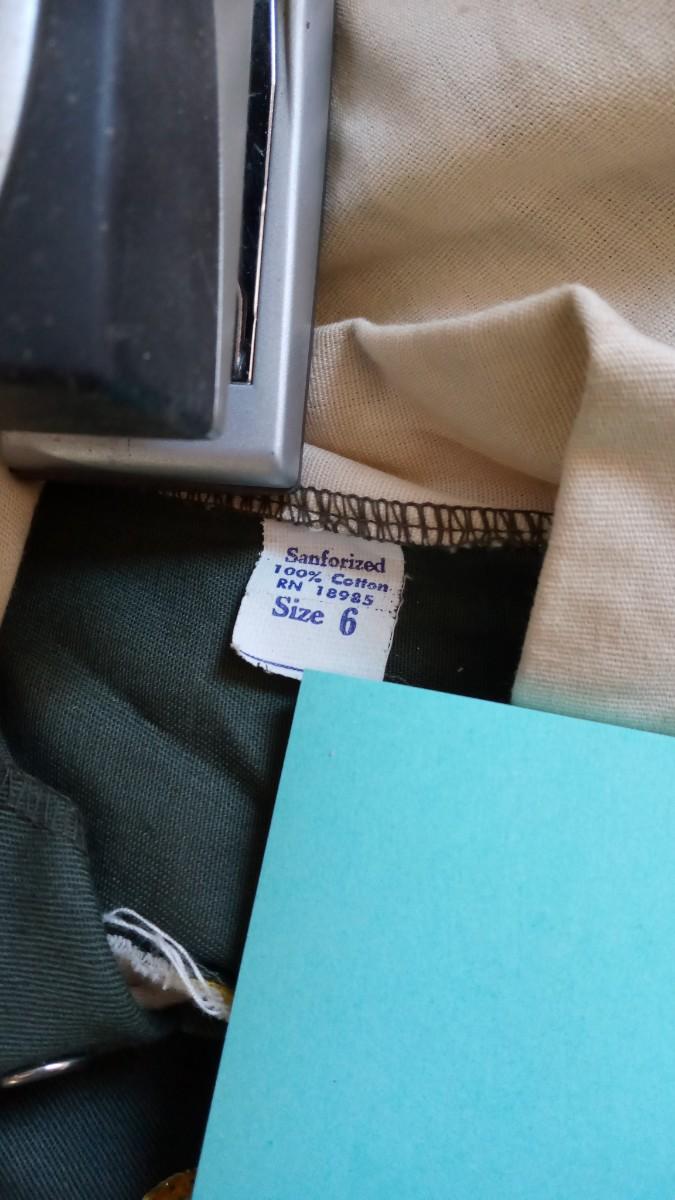 Sanforized
100% Cotton
RN 18985
Size 6